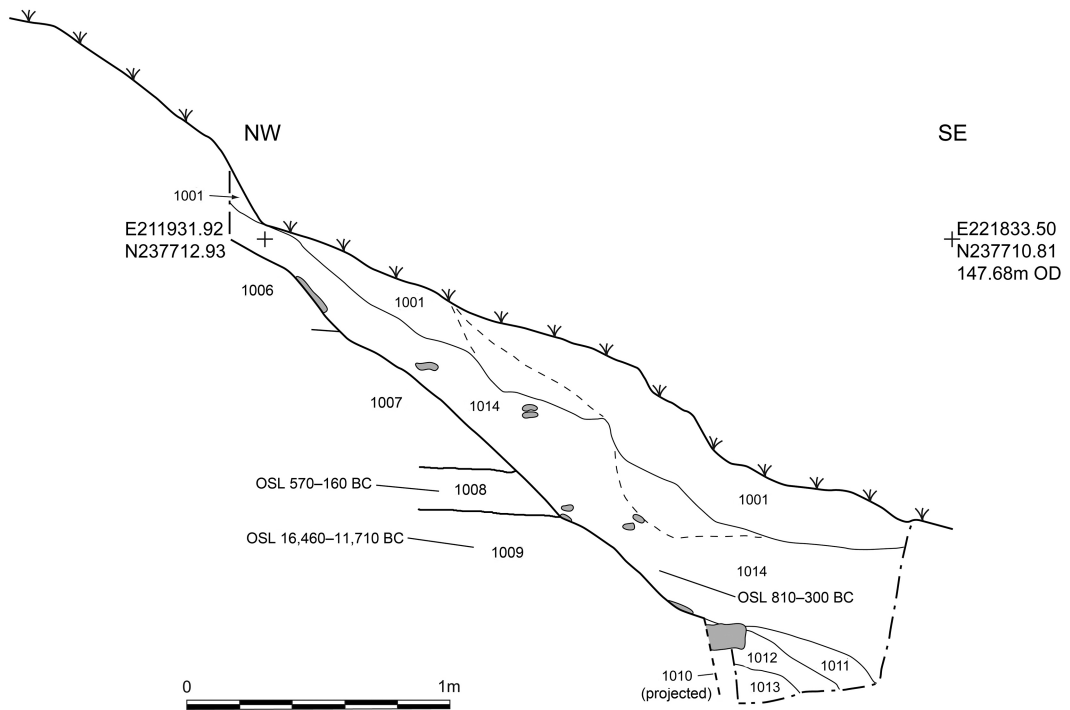 NW
SE
1001
E211931.92
N237712.93
E221833.50
N237710.81
147.68m OD
1006
1001
1007
1014
OSL 570–160 BC
1008
1001
OSL 16,460–11,710 BC
1009
1014
OSL 810–300 BC
1012
1011
1010
(projected)
1013
0
1m